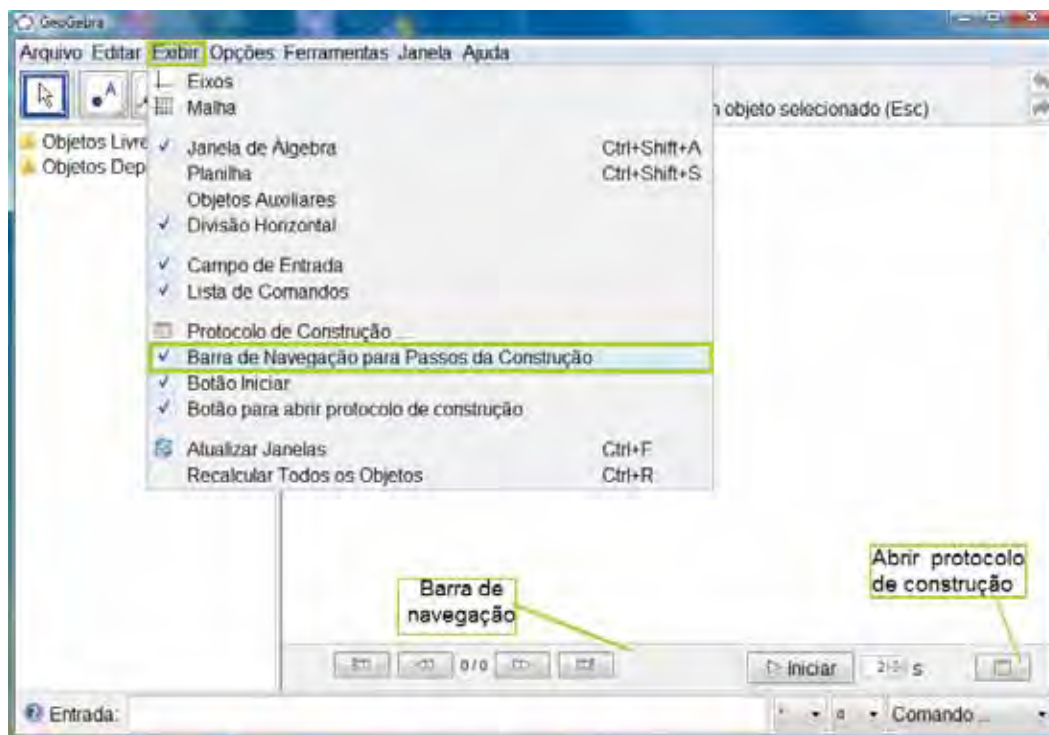 GeoGebra
Arquivo Editar Exibir Opções Ferramentas Janela Ajuda
A
Eixos
Malha
objeto selecionado (Esc)
Objetos Livre
Objetos Dep
Janela de Álgebra Ctrl+Shift+A
Planilha Ctrl+Shift+S
Objetos Auxiliares
Divisão Horizontal
Campo de Entrada
Lista de Comandos
Protocolo de Construção ...
Barra de Navegação para Passos da Construção
Botão Iniciar
Botão para abrir protocolo de construção
Atualizar Janelas Ctrl+F
Recalcular Todos os Objetos Ctrl+R
Abrir protocolo
de construção
Barra de
navegação
0 / 0
Iniciar
s
Entrada:
α
Comando ...